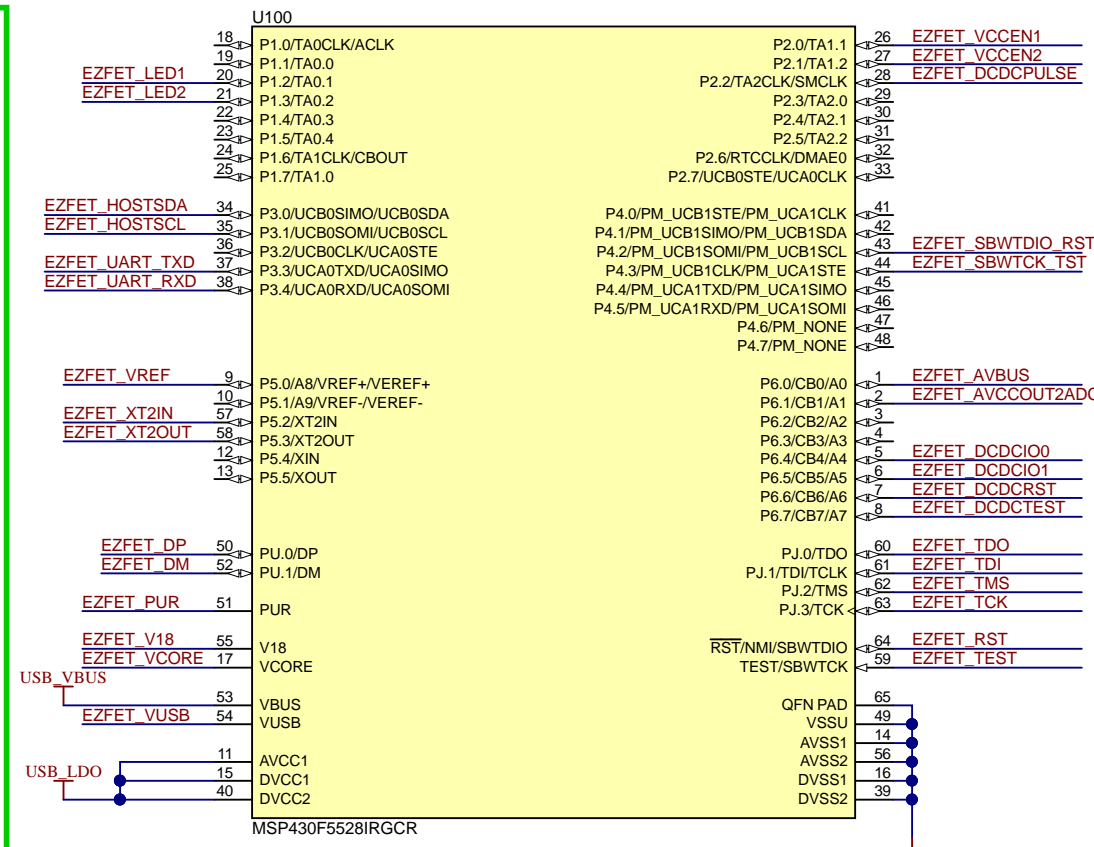 U100
18 P1.0/TA0CLK/ACLK P2.0/TA1.1 26 EZFET_VCCEN1
19 P1.1/TA0.0 P2.1/TA1.2 27 EZFET_VCCEN2
EZFET_LED1 20 P1.2/TA0.1 P2.2/TA2CLK/SMCLK 28 EZFET_DCDCPULSE
EZFET_LED2 21 P1.3/TA0.2 P2.3/TA2.0 29
22 P1.4/TA0.3 P2.4/TA2.1 30
23 P1.5/TA0.4 P2.5/TA2.2 31
24 P1.6/TA1CLK/CBOUT P2.6/RTCCLK/DMAE0 32
25 P1.7/TA1.0 P2.7/UCB0STE/UCA0CLK 33
EZFET_HOSTSDA 34 P3.0/UCB0SIMO/UCB0SDA P4.0/PM_UCB1STE/PM_UCA1CLK 41
EZFET_HOSTSCL 35 P3.1/UCB0SOMI/UCB0SCL P4.1/PM_UCB1SIMO/PM_UCB1SDA 42
36 P3.2/UCB0CLK/UCA0STE P4.2/PM_UCB1SOMI/PM_UCB1SCL 43 EZFET_SBWTDIO_RST
EZFET_UART_TXD 37 P3.3/UCA0TXD/UCA0SIMO P4.3/PM_UCB1CLK/PM_UCA1STE 44 EZFET_SBWTCK_TST
EZFET_UART_RXD 38 P3.4/UCA0RXD/UCA0SOMI P4.4/PM_UCA1TXD/PM_UCA1SIMO 45
P4.5/PM_UCA1RXD/PM_UCA1SOMI 46
P4.6/PM_NONE 47
P4.7/PM_NONE 48
EZFET_VREF 9 P5.0/A8/VREF+/VEREF+ P6.0/CB0/A0 1 EZFET_AVBUS
10 P5.1/A9/VREF-/VEREF- P6.1/CB1/A1 2 EZFET_AVCCOUT2ADC
EZFET_XT2IN 57 P5.2/XT2IN P6.2/CB2/A2 3
EZFET_XT2OUT 58 P5.3/XT2OUT P6.3/CB3/A3 4
12 P5.4/XIN P6.4/CB4/A4 5 EZFET_DCDCIO0
13 P5.5/XOUT P6.5/CB5/A5 6 EZFET_DCDCIO1
P6.6/CB6/A6 7 EZFET_DCDCRST
P6.7/CB7/A7 8 EZFET_DCDCTEST
EZFET_DP 50 PU.0/DP PJ.0/TDO 60 EZFET_TDO
EZFET_DM 52 PU.1/DM PJ.1/TDI/TCLK 61 EZFET_TDI
PJ.2/TMS 62 EZFET_TMS
EZFET_PUR 51 PUR PJ.3/TCK 63 EZFET_TCK
EZFET_V18 55 V18 RST/NMI/SBWTDIO 64 EZFET_RST
EZFET_VCORE 17 VCORE TEST/SBWTCK 59 EZFET_TEST
USB_VBUS
53 VBUS QFN PAD 65
EZFET_VUSB 54 VUSB VSSU 49
AVSS1 14
11 AVCC1 AVSS2 56
USB_LDO 15 DVCC1 DVSS1 16
40 DVCC2 DVSS2 39
MSP430F5528IRGCR